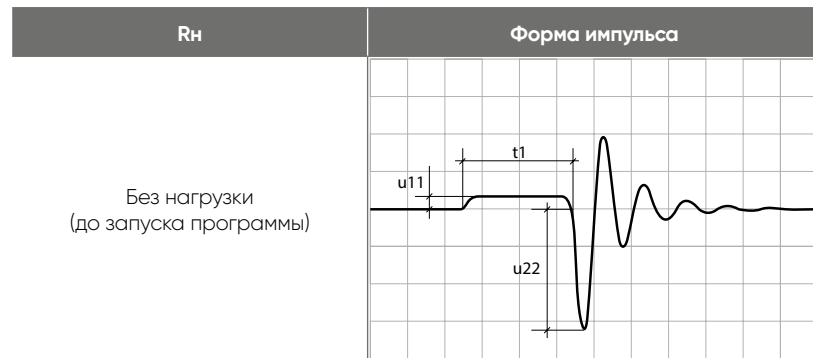 Rн
Форма импульса
Без нагрузки
(до запуска программы)
t1
u11
u22